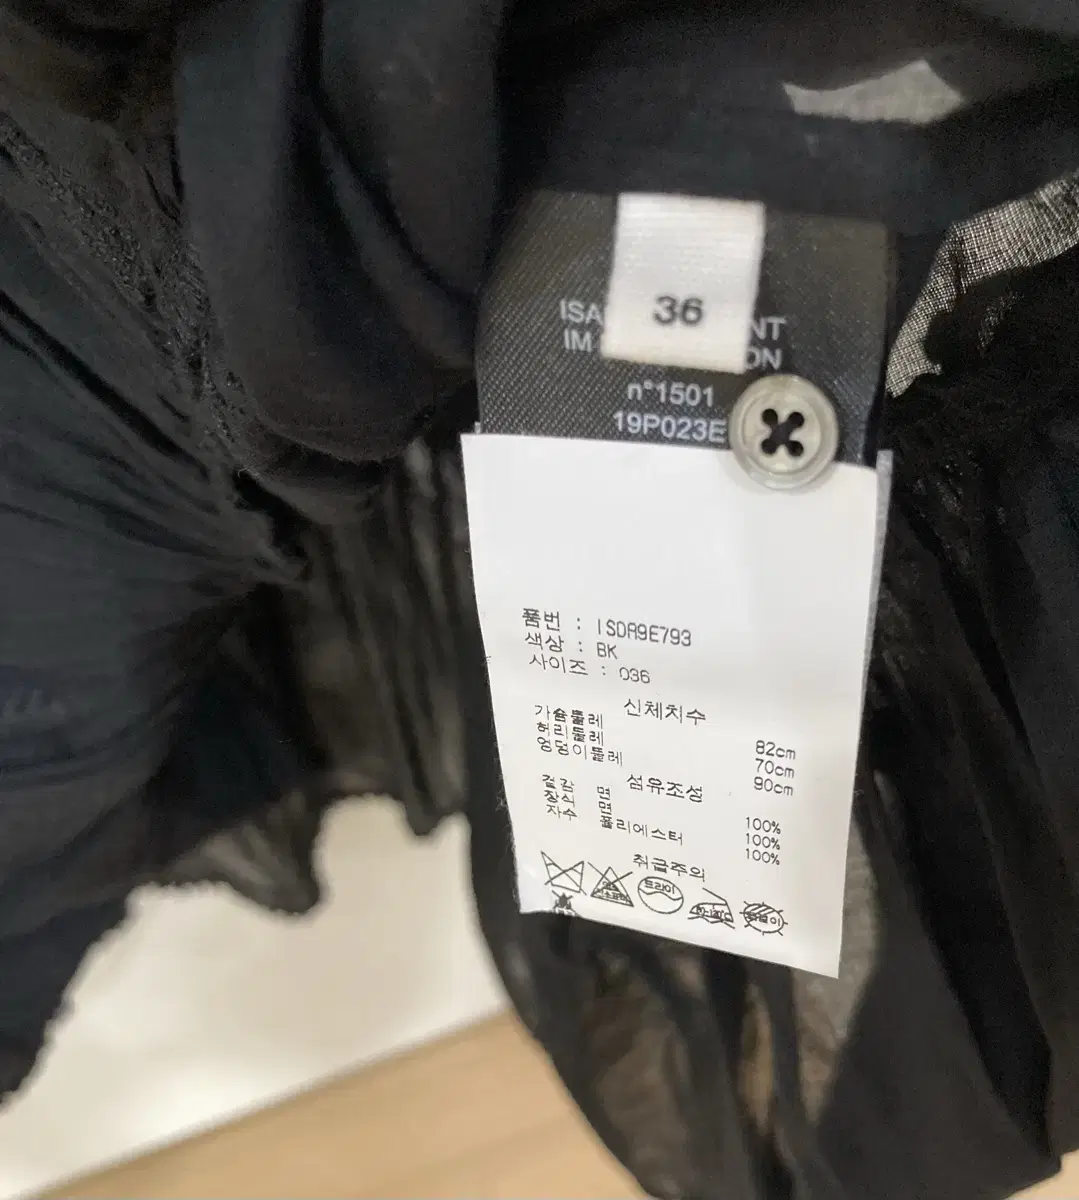 36
ISA NT
IM ON
n°1501
19P023E
품번 : ISDA9E793
색상 : BK
사이즈 : 036
신체치수
가슴둘레 82cm
허리둘레 70cm
엉덩이둘레 90cm
섬유조성
겉감 면 100%
장식 면 100%
자수 폴리에스터 100%
취급주의
드라이